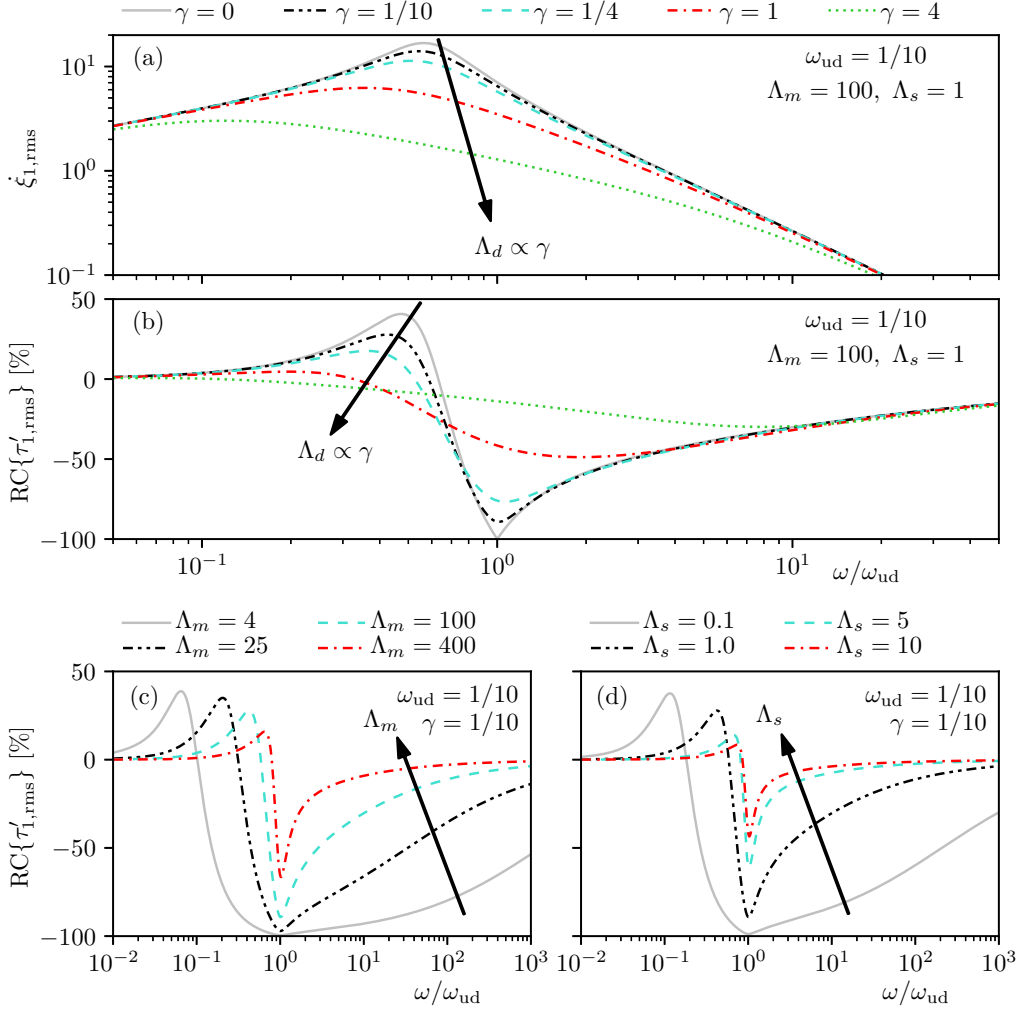 γ = 0 γ = 1/10 γ = 1/4 γ = 1 γ = 4
(a)
ω_ud = 1/10
Λ_m = 100, Λ_s = 1
10^1
10^0
10^−1
ξ̇_1,rms
Λ_d ∝ γ
(b)
ω_ud = 1/10
Λ_m = 100, Λ_s = 1
50
0
−50
−100
RC{τ′_1,rms} [%]
Λ_d ∝ γ
10^−1 10^0 10^1
ω/ω_ud
Λ_m = 4 Λ_m = 100
Λ_m = 25 Λ_m = 400
Λ_s = 0.1 Λ_s = 5
Λ_s = 1.0 Λ_s = 10
(c)
ω_ud = 1/10
γ = 1/10
Λ_m
50
0
−50
−100
RC{τ′_1,rms} [%]
10^−2 10^−1 10^0 10^1 10^2 10^3
ω/ω_ud
(d)
ω_ud = 1/10
γ = 1/10
Λ_s
50
0
−50
−100
10^−2 10^−1 10^0 10^1 10^2 10^3
ω/ω_ud